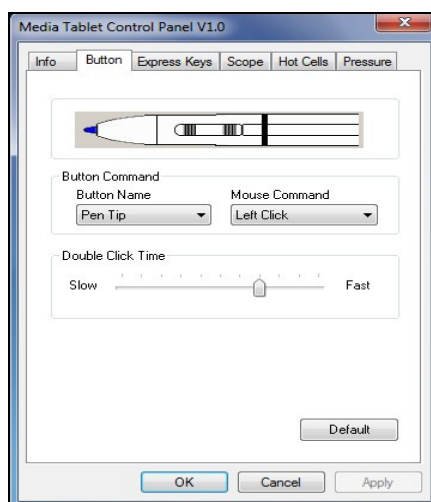 Media Tablet Control Panel V1.0
Info Button Express Keys Scope Hot Cells Pressure
Button Command
Button Name Mouse Command
Pen Tip Left Click
Double Click Time
Slow Fast
Default
OK Cancel Apply